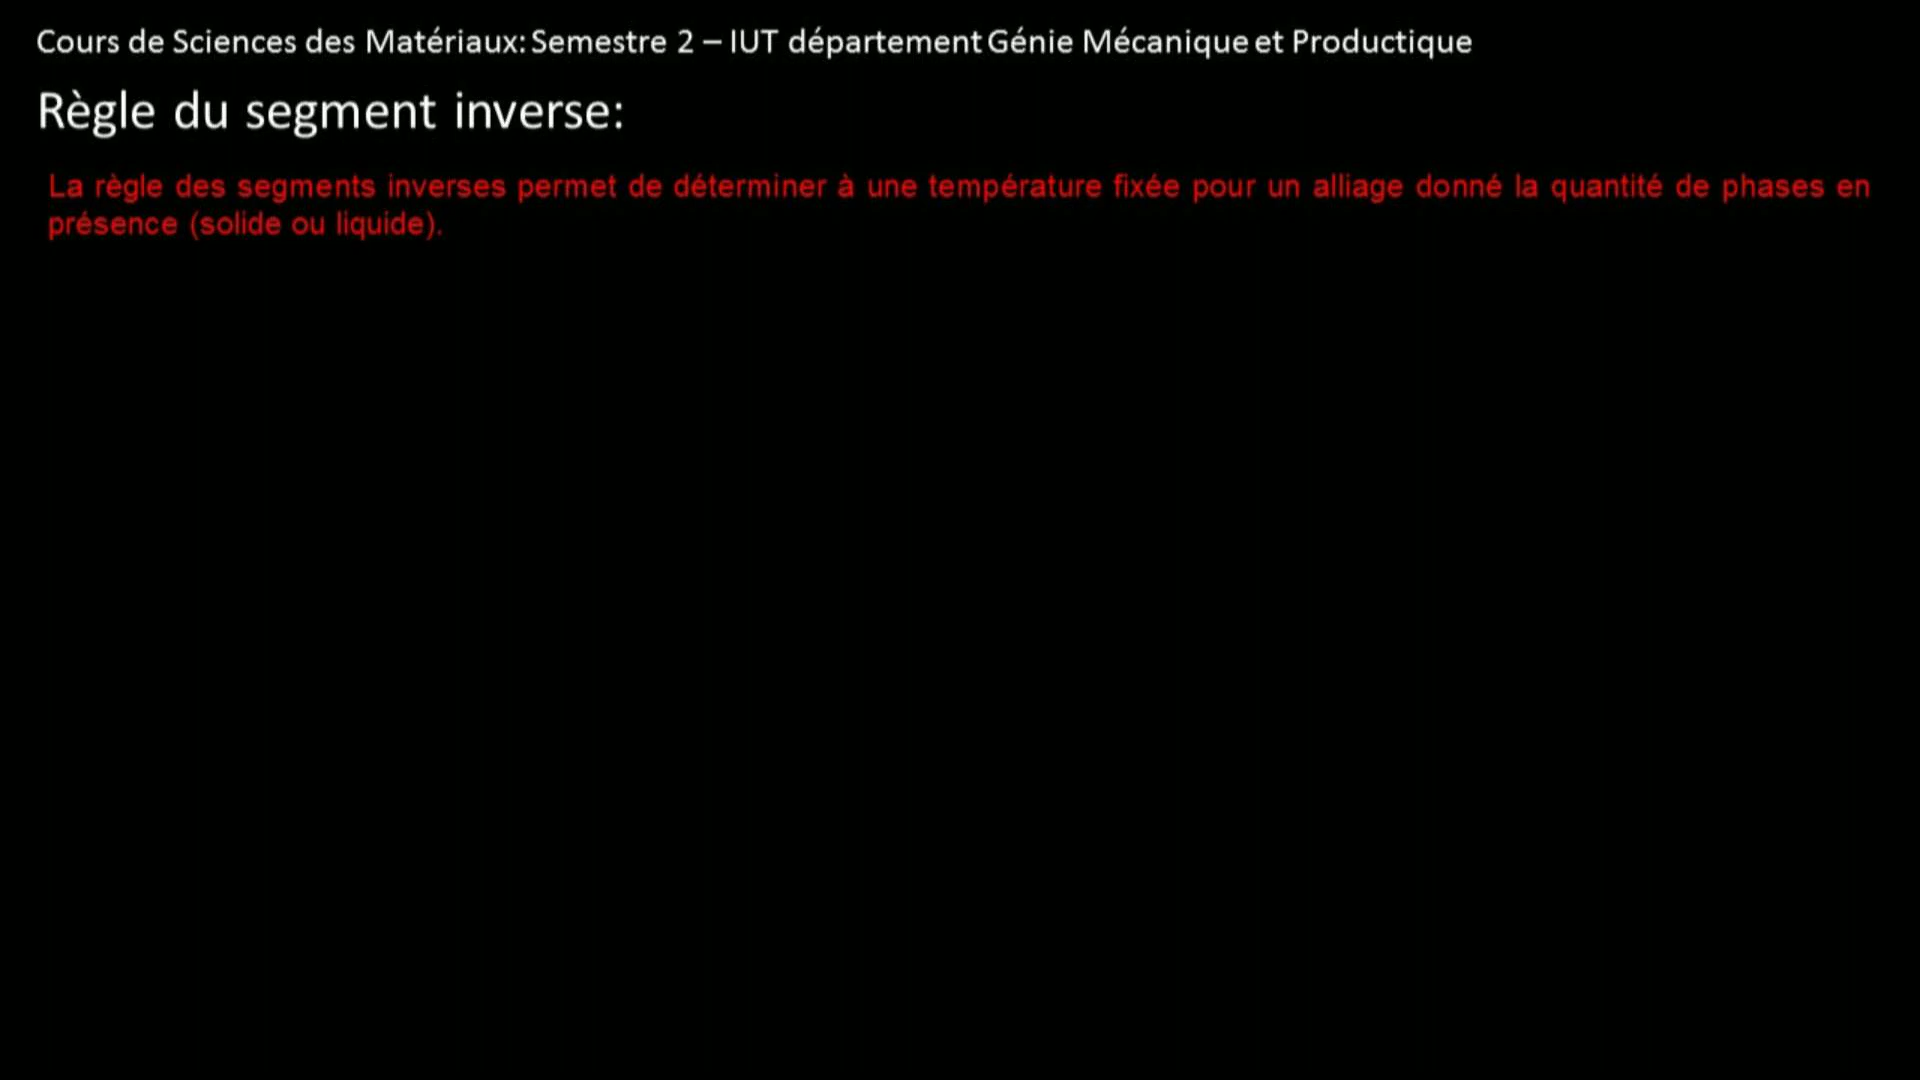 Cours de Sciences des Matériaux: Semestre 2 – IUT département Génie Mécanique et Productique
Règle du segment inverse:
La règle des segments inverses permet de déterminer à une température fixée pour un alliage donné la quantité de phases en
présence (solide ou liquide).